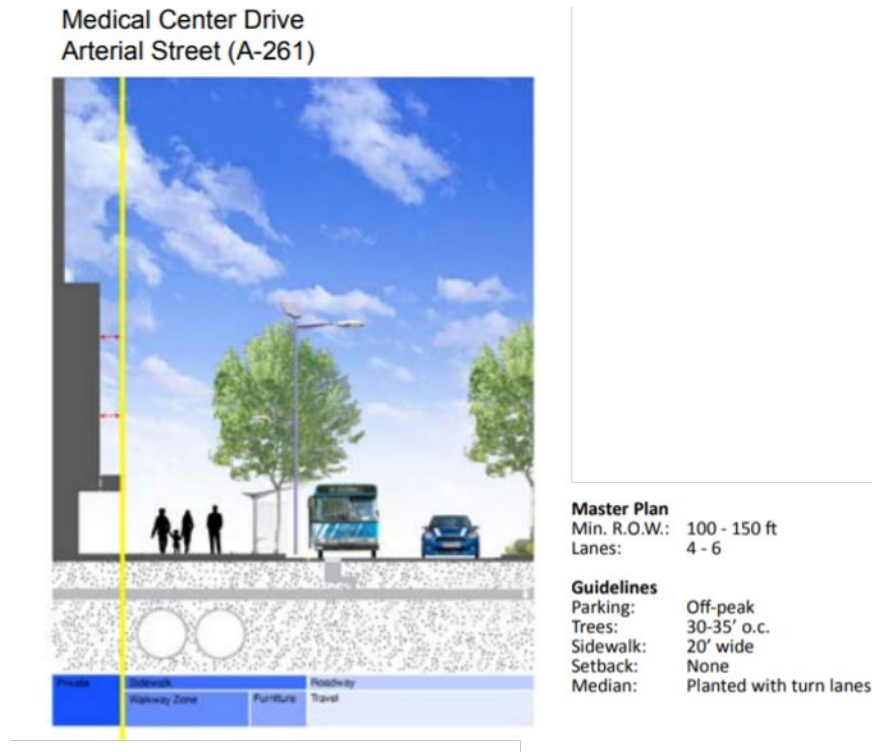 Medical Center Drive
Arterial Street (A-261)
Private
Sidewalk
Roadway
Walkway Zone
Furniture
Travel
Master Plan
Min. R.O.W.: 100 - 150 ft
Lanes: 4 - 6
Guidelines
Parking: Off-peak
Trees: 30-35’ o.c.
Sidewalk: 20’ wide
Setback: None
Median: Planted with turn lanes